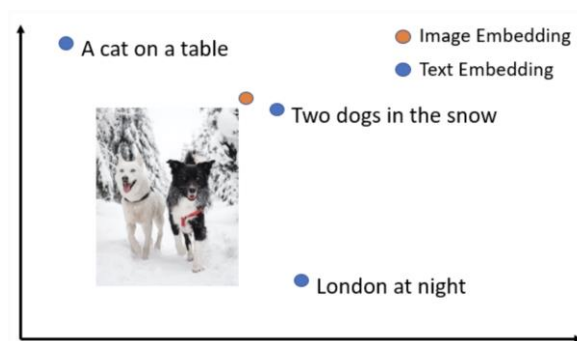 A cat on a table
Image Embedding
Text Embedding
Two dogs in the snow
London at night